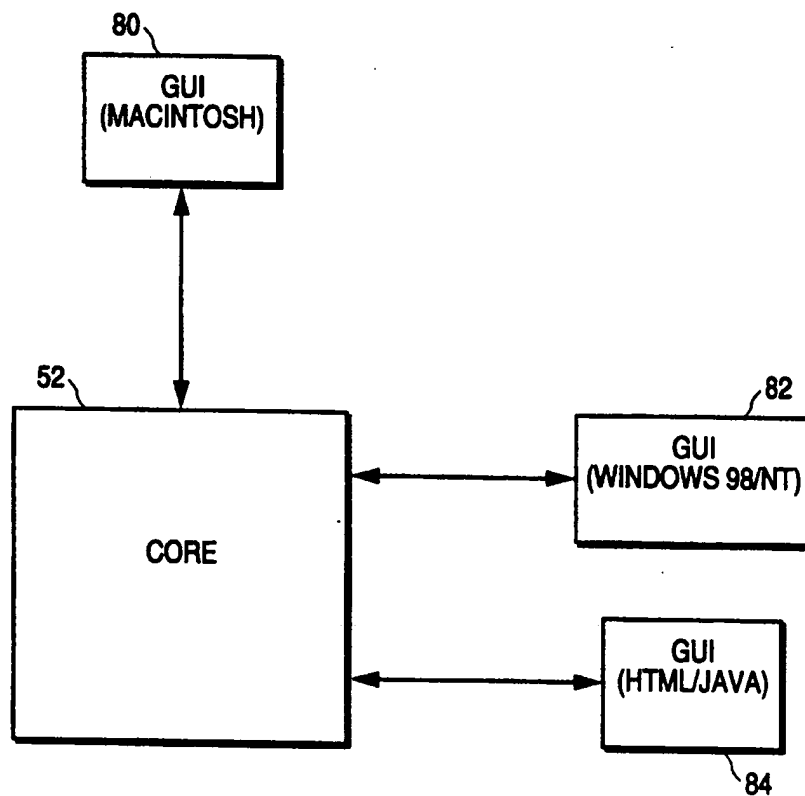 80
GUI
(MACINTOSH)
52
CORE
82
GUI
(WINDOWS 98/NT)
GUI
(HTML/JAVA)
84